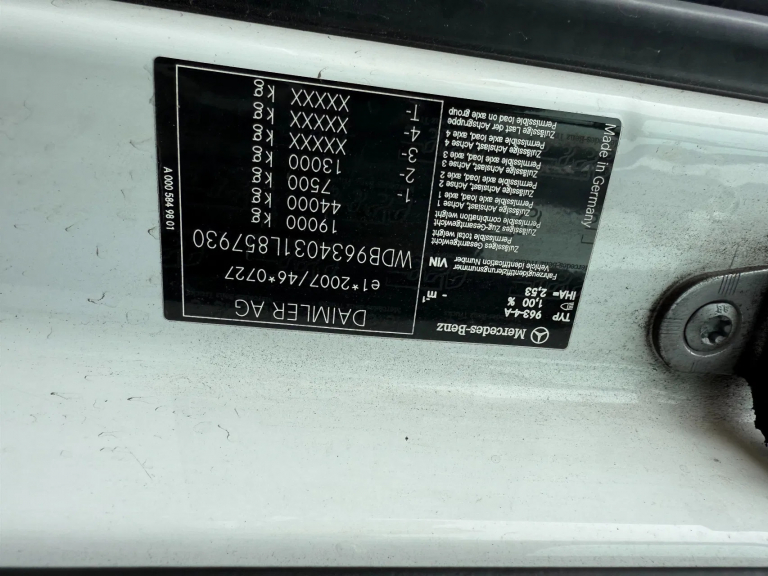 DAIMLER AG
e1*2007/46*0727
WDB9634031L857930
19000 kg
44000 kg
1- 7500 kg
2- 13000 kg
3- XXXXX kg
4- XXXXX kg
T- XXXXX kg
Mercedes-Benz
TYP 963-4-A
1.00 % - m⁻¹
IHA= 2,53
Fahrzeugidentifizierungsnummer
Vehicle Identification Number VIN
Zulässiges Gesamtgewicht
Permissible total weight
Zulässiges Zug-Gesamtgewicht
Permissible combination weight
Zulässige Achslast, Achse 1
Permissible axle load, axle 1
Zulässige Achslast, Achse 2
Permissible axle load, axle 2
Zulässige Achslast, Achse 3
Permissible axle load, axle 3
Zulässige Achslast, Achse 4
Permissible axle load, axle 4
Zulässige Last der Achsgruppe
Permissible load on axle group
Made in Germany
A 000 584 98 01